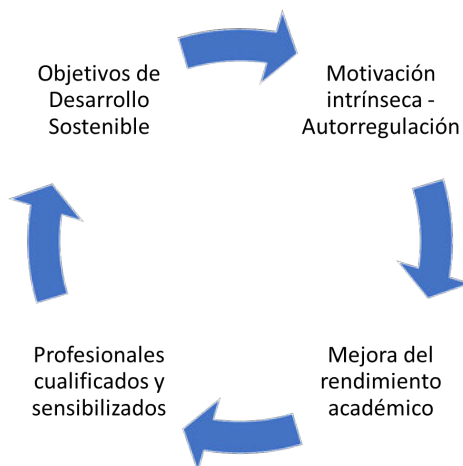 Objetivos de
Desarrollo
Sostenible
Motivación
intrínseca -
Autorregulación
Mejora del
rendimiento
académico
Profesionales
cualificados y
sensibilizados